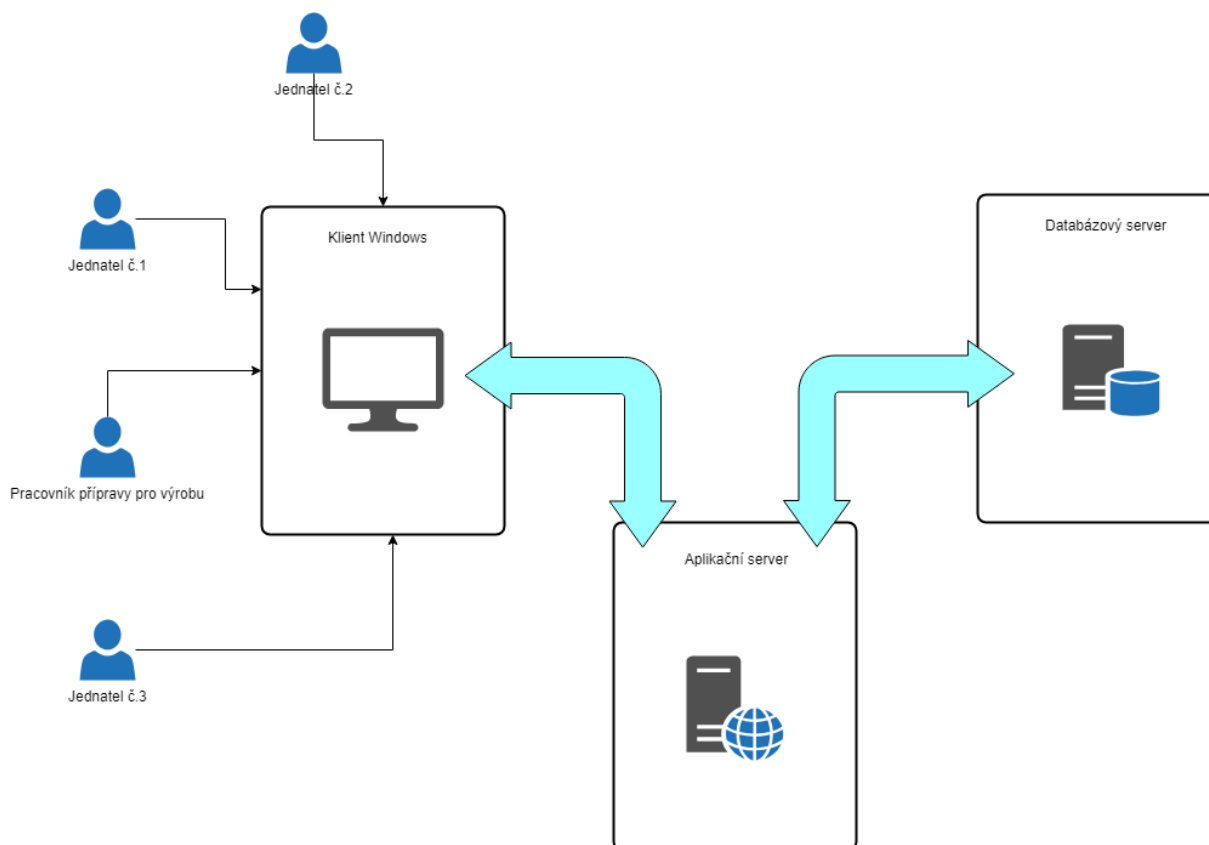 Jednatel č.2
Jednatel č.1
Klient Windows
Databázový server
Pracovník přípravy pro výrobu
Aplikační server
Jednatel č.3